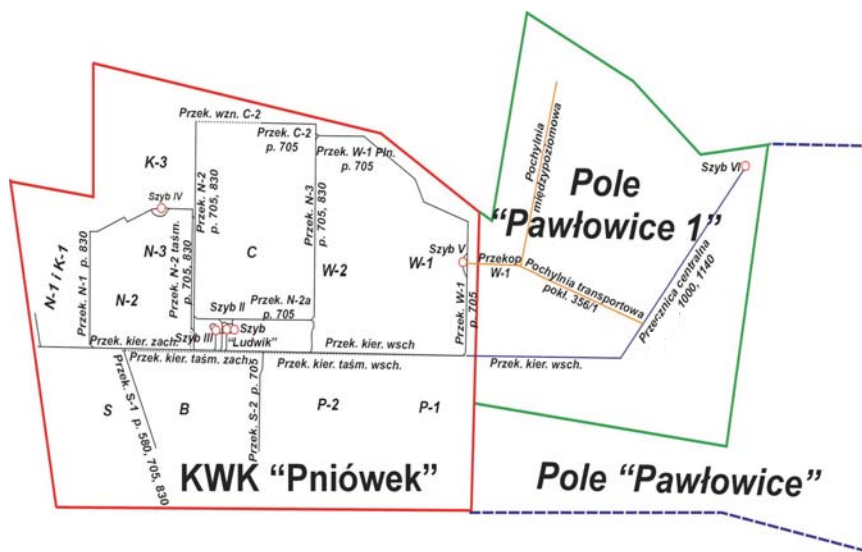 Przek. wzn. C-2
Przek. C-2
p. 705
Przek. W-1 Płn.
p. 705
K-3
Szyb IV
Przek. N-2
p. 705, 830
Przek. N-3
p. 705, 830
Pochylnia
międzypoziomowa
Szyb VI
Pole
“Pawłowice 1”
N-1 i K-1
Przek. N-1 p. 830
N-3
N-2
Przek. N-2 taśm.
p. 705, 830
C
W-2
W-1
Szyb V
Przekop
W-1
Pochylnia transportowa
pokł. 356/1
Przecznica centralna
1000, 1140
Przek. W-1
p. 705
Przek. N-2a
p. 705
Szyb II
Szyb III
Szyb
“Ludwik”
Przek. kier. zach.
Przek. kier. wsch
Przek. kier. taśm. zach.
Przek. kier. taśm. wsch.
Przek. kier. wsch.
S
Przek. S-1 p. 580, 705, 830
B
Przek. S-2 p. 705
P-2
P-1
KWK “Pniówek”
Pole “Pawłowice”